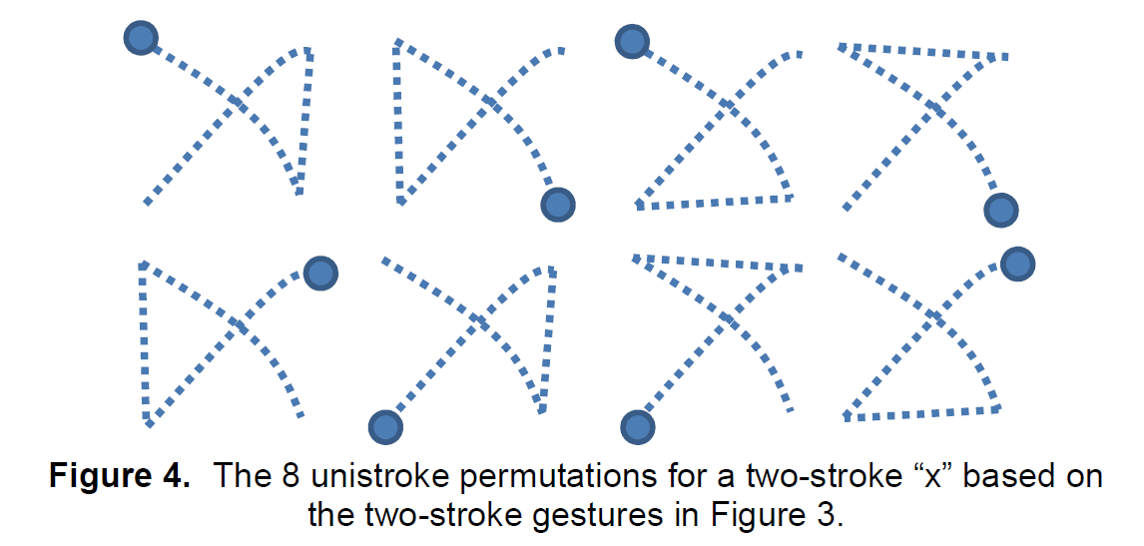 Figure 4. The 8 unistroke permutations for a two-stroke “x” based on
the two-stroke gestures in Figure 3.